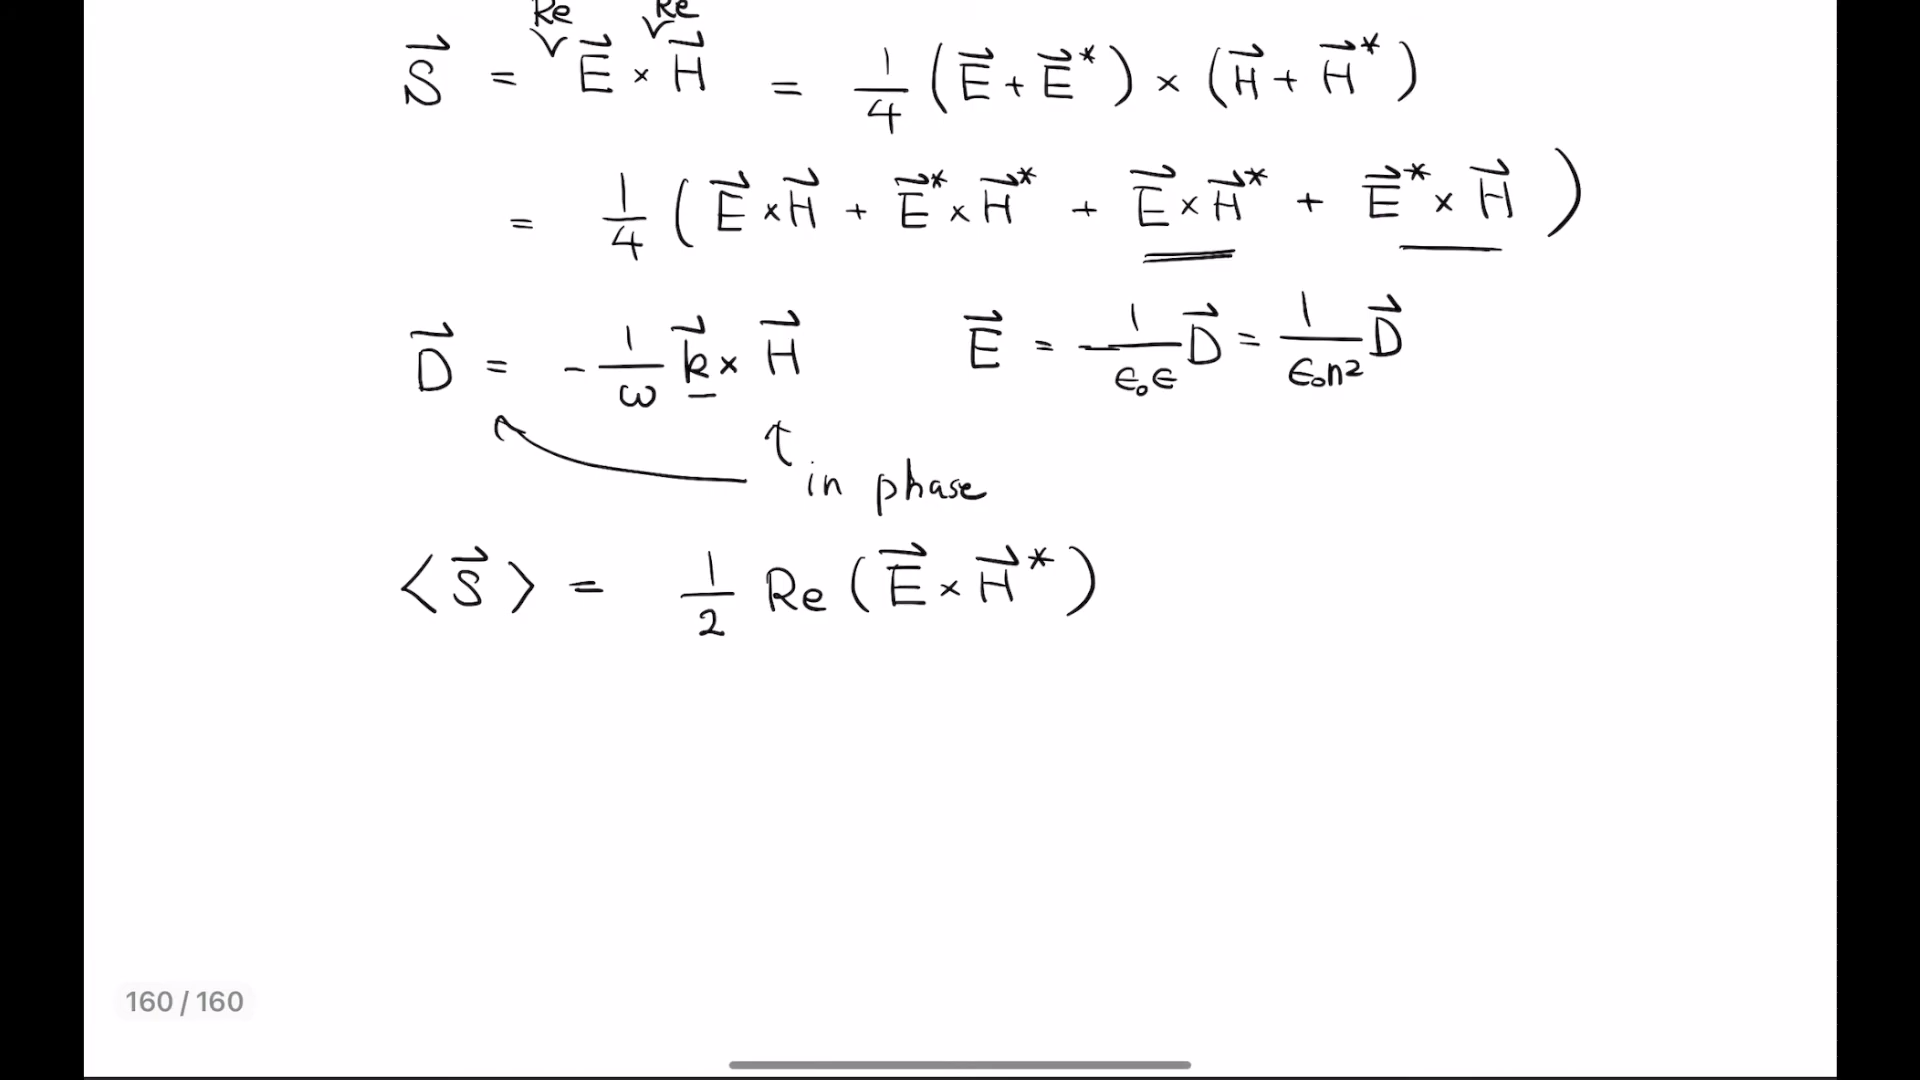 Re Re
S⃗ = E⃗ × H⃗ = 1/4 (E⃗ + E⃗*) × (H⃗ + H⃗*)
= 1/4 (E⃗ × H⃗ + E⃗* × H⃗* + E⃗ × H⃗* + E⃗* × H⃗)
D⃗ = - 1/ω k⃗ × H⃗ E⃗ = - 1/ϵ₀ϵ D⃗ = 1/ϵ₀n² D⃗
in phase
⟨S⃗⟩ = 1/2 Re (E⃗ × H⃗*)
160 / 160